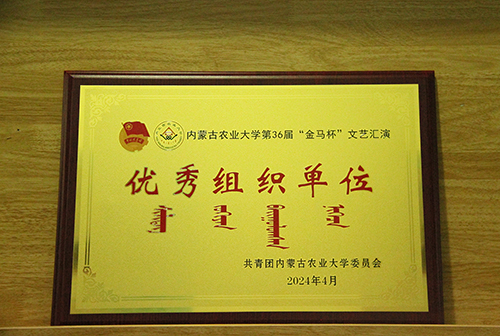 内蒙古农业大学第36届“金马杯”文艺汇演
优秀组织单位
共青团内蒙古农业大学委员会
2024年4月